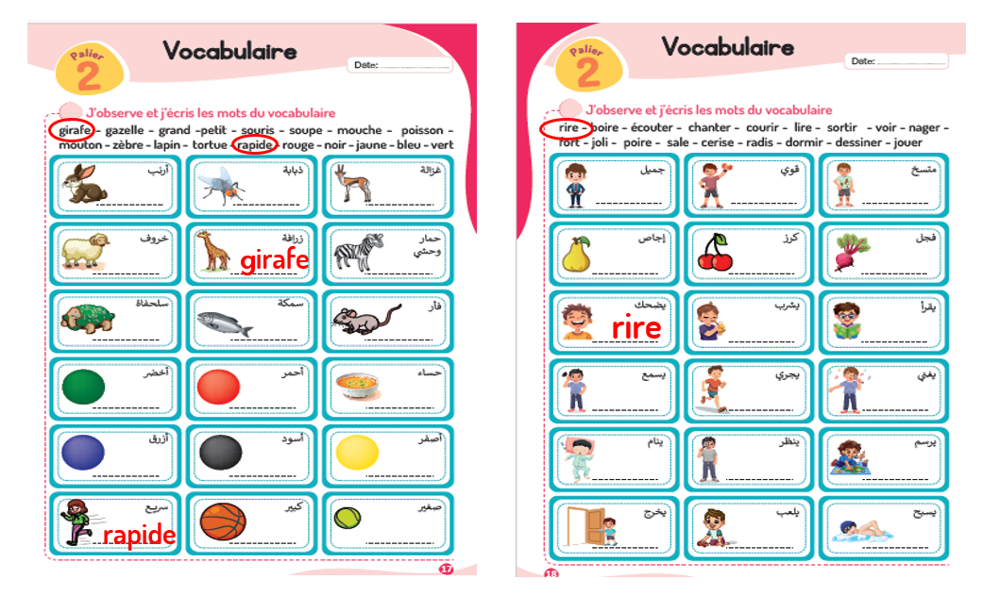 Palier
2
Vocabulaire
Date:
J'observe et j'écris les mots du vocabulaire
girafe - gazelle - grand -petit - souris - soupe - mouche - poisson -
mouton - zèbre - lapin - tortue - rapide - rouge - noir - jaune - bleu - vert
أرنب
ذبابة
غزالة
خروف
زرافة
girafe
حمار
وحشي
سلحفاة
سمكة
فأر
أخضر
أحمر
حساء
أزرق
أسود
أصفر
سريع
rapide
كبير
صغير
17
Palier
2
Vocabulaire
Date:
J'observe et j'écris les mots du vocabulaire
rire - boire - écouter - chanter - courir - lire - sortir - voir - nager -
fort - joli - poire - sale - cerise - radis - dormir - dessiner - jouer
جميل
قوي
متسخ
إجاص
كرز
فجل
يضحك
rire
يشرب
يقرأ
يسمع
يجري
يغني
ينام
ينظر
يرسم
يخرج
يلعب
يسبح
18